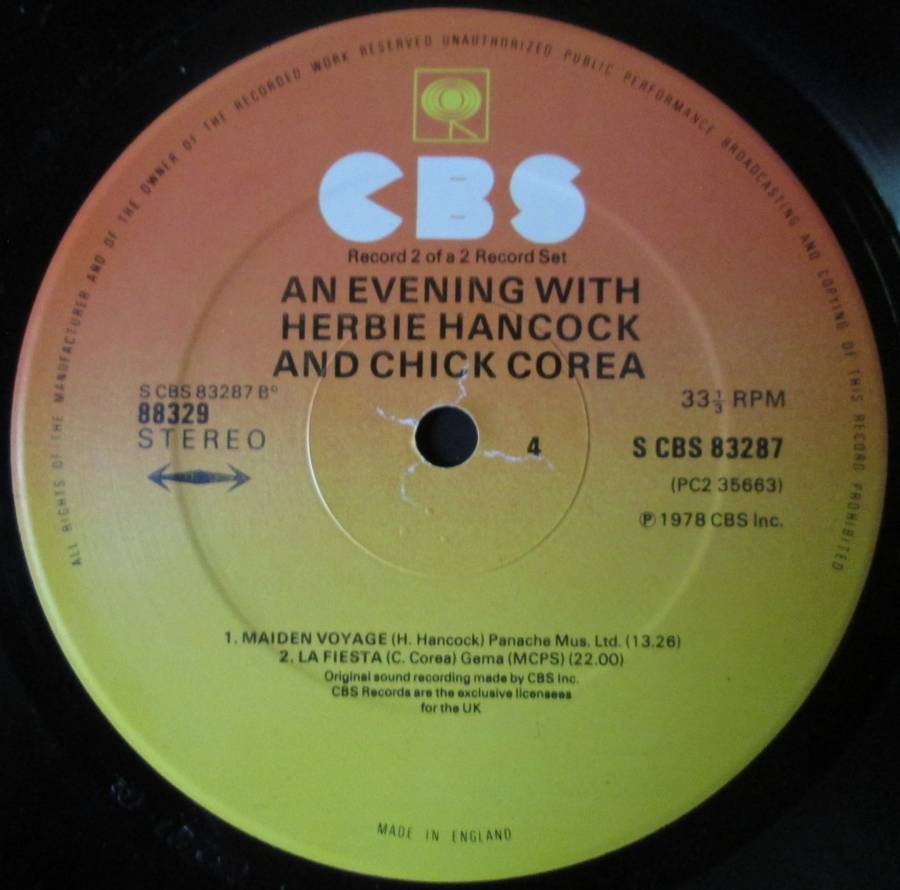 ALL RIGHTS OF THE MANUFACTURER AND OF THE OWNER OF THE RECORDED WORK RESERVED UNAUTHORIZED PUBLIC PERFORMANCE BROADCASTING AND COPYING OF THIS RECORD PROHIBITED
CBS
Record 2 of a 2 Record Set
AN EVENING WITH
HERBIE HANCOCK
AND CHICK COREA
S CBS 83287 Bº
88329
STEREO
4
33⅓ RPM
S CBS 83287
(PC2 35663)
℗ 1978 CBS Inc.
1. MAIDEN VOYAGE (H. Hancock) Panache Mus. Ltd. (13.26)
2. LA FIESTA (C. Corea) Gema (MCPS) (22.00)
Original sound recording made by CBS Inc.
CBS Records are the exclusive licensees
for the UK
MADE IN ENGLAND